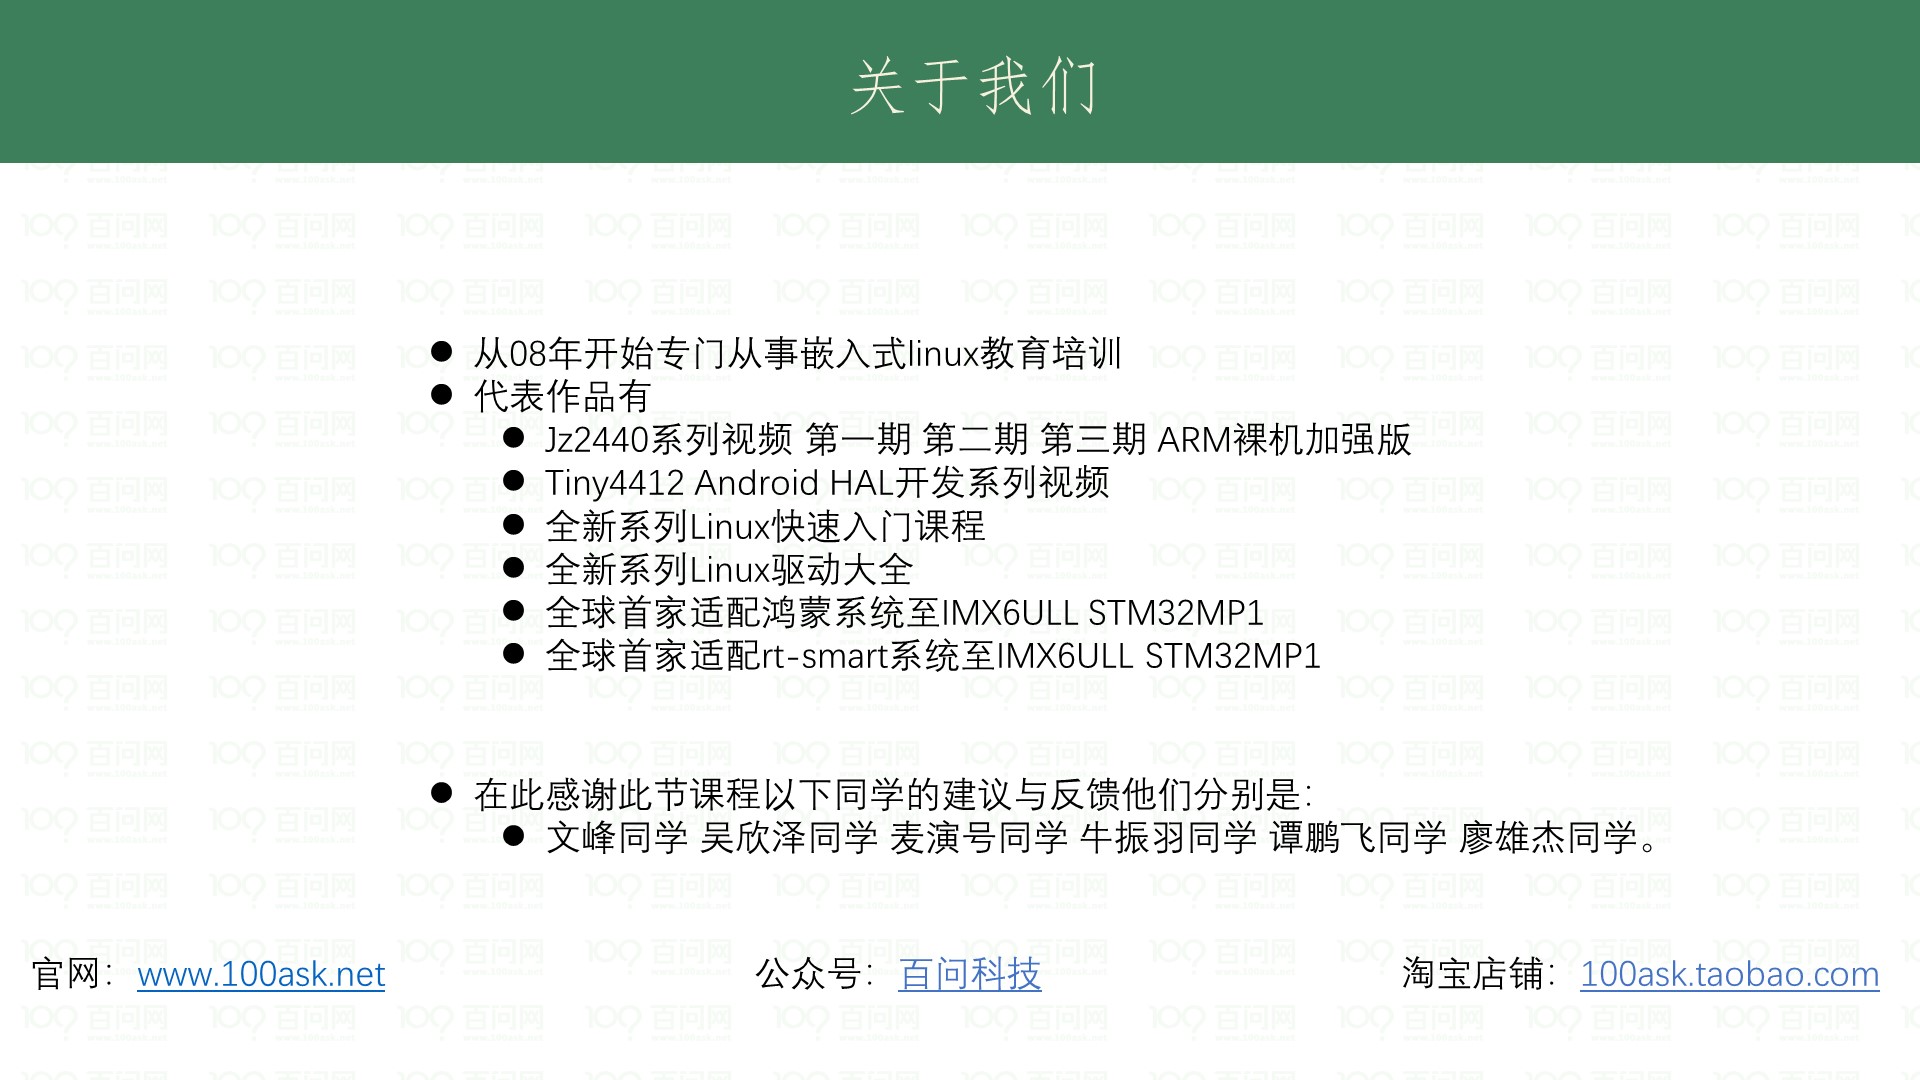 关于我们
从08年开始专门从事嵌入式linux教育培训
代表作品有
Jz2440系列视频 第一期 第二期 第三期 ARM裸机加强版
Tiny4412 Android HAL开发系列视频
全新系列Linux快速入门课程
全新系列Linux驱动大全
全球首家适配鸿蒙系统至IMX6ULL STM32MP1
全球首家适配rt-smart系统至IMX6ULL STM32MP1
在此感谢此节课程以下同学的建议与反馈他们分别是：
文峰同学 吴欣泽同学 麦演号同学 牛振羽同学 谭鹏飞同学 廖雄杰同学。
官网：www.100ask.net
公众号：百问科技
淘宝店铺：100ask.taobao.com